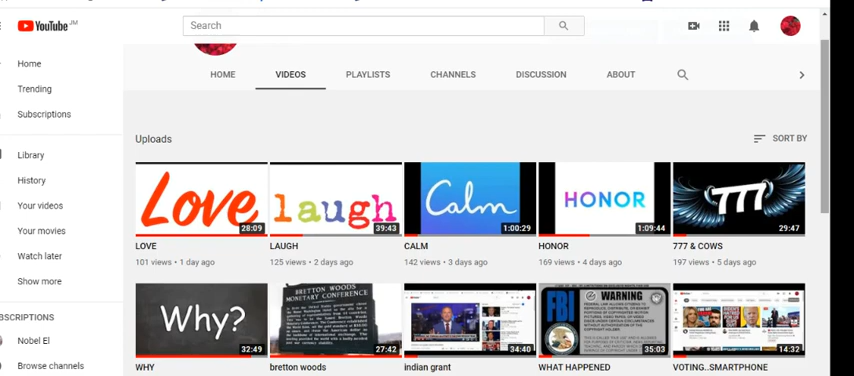 YouTube JM
Search
Home
Trending
Subscriptions
Library
History
Your videos
Your movies
Watch later
Show more
Nobel El
Browse channels
HOME VIDEOS PLAYLISTS CHANNELS DISCUSSION ABOUT
Uploads
SORT BY
Love
28:09
laugh
39:43
Calm
1:00:29
HONOR
1:09:44
777
29:47
LOVE
101 views • 1 day ago
LAUGH
125 views • 2 days ago
CALM
142 views • 3 days ago
HONOR
169 views • 4 days ago
777 & COWS
197 views • 5 days ago
Why?
32:49
BRETTON WOODS
MONETARY CONFERENCE
27:42
34:40
FBI
WARNING
35:03
14:32
WHY
bretton woods
indian grant
WHAT HAPPENED
VOTING..SMARTPHONE